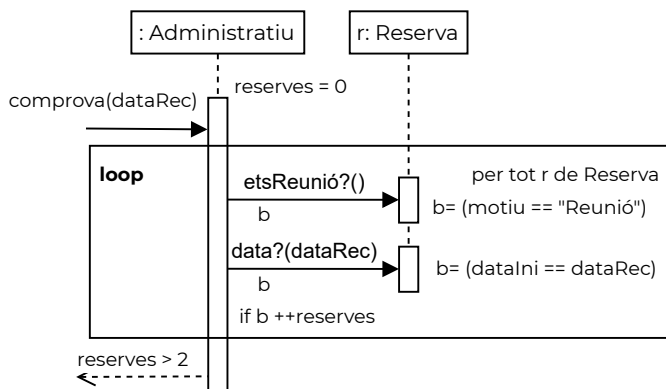 : Administratiu
r: Reserva
reserves = 0
comprova(dataRec)
loop
per tot r de Reserva
etsReunió?()
b
b= (motiu == "Reunió")
data?(dataRec)
b
b= (dataIni == dataRec)
if b ++reserves
reserves > 2